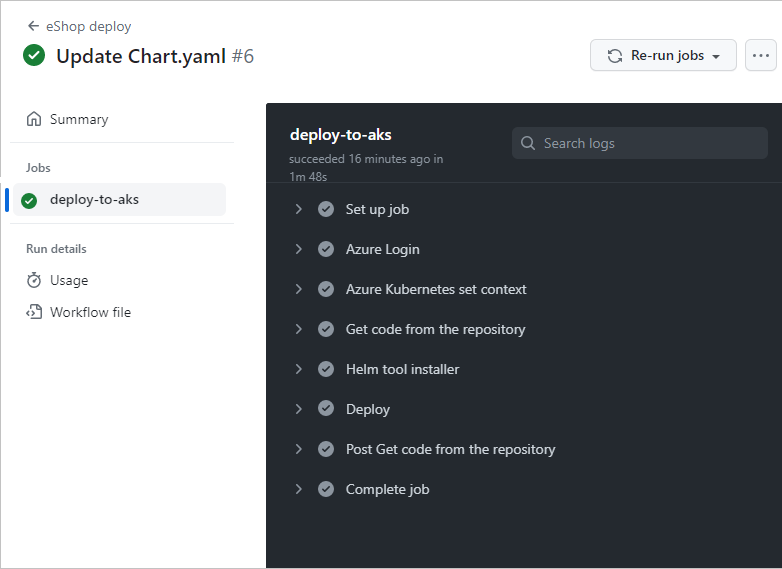 eShop deploy
Update Chart.yaml #6
Re-run jobs
Summary
Jobs
deploy-to-aks
Run details
Usage
Workflow file
deploy-to-aks
succeeded 16 minutes ago in
1m 48s
Search logs
Set up job
Azure Login
Azure Kubernetes set context
Get code from the repository
Helm tool installer
Deploy
Post Get code from the repository
Complete job